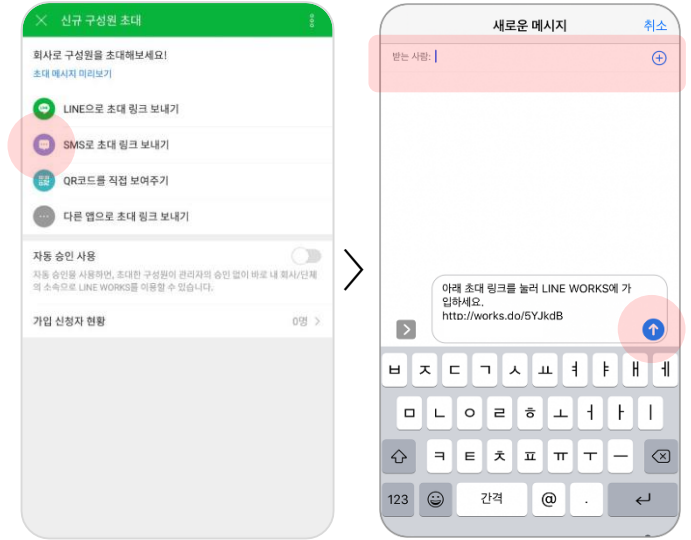 신규 구성원 초대
회사로 구성원을 초대해보세요!
초대 메시지 미리보기
LINE으로 초대 링크 보내기
SMS로 초대 링크 보내기
QR코드를 직접 보여주기
다른 앱으로 초대 링크 보내기
자동 승인 사용
자동 승인을 사용하면, 초대한 구성원이 관리자의 승인 없이 바로 내 회사/단체
의 소속으로 LINE WORKS를 이용할 수 있습니다.
가입 신청자 현황 0명
새로운 메시지 취소
받는 사람:
아래 초대 링크를 눌러 LINE WORKS에 가
입하세요.
http://works.do/5YJkdB
ㅂ ㅈ ㄷ ㄱ ㅅ ㅛ ㅕ ㅑ ㅐ ㅔ
ㅁ ㄴ ㅇ ㄹ ㅎ ㅗ ㅓ ㅏ ㅣ
ㅋ ㅌ ㅊ ㅍ ㅠ ㅜ ㅡ
123 간격 @ .